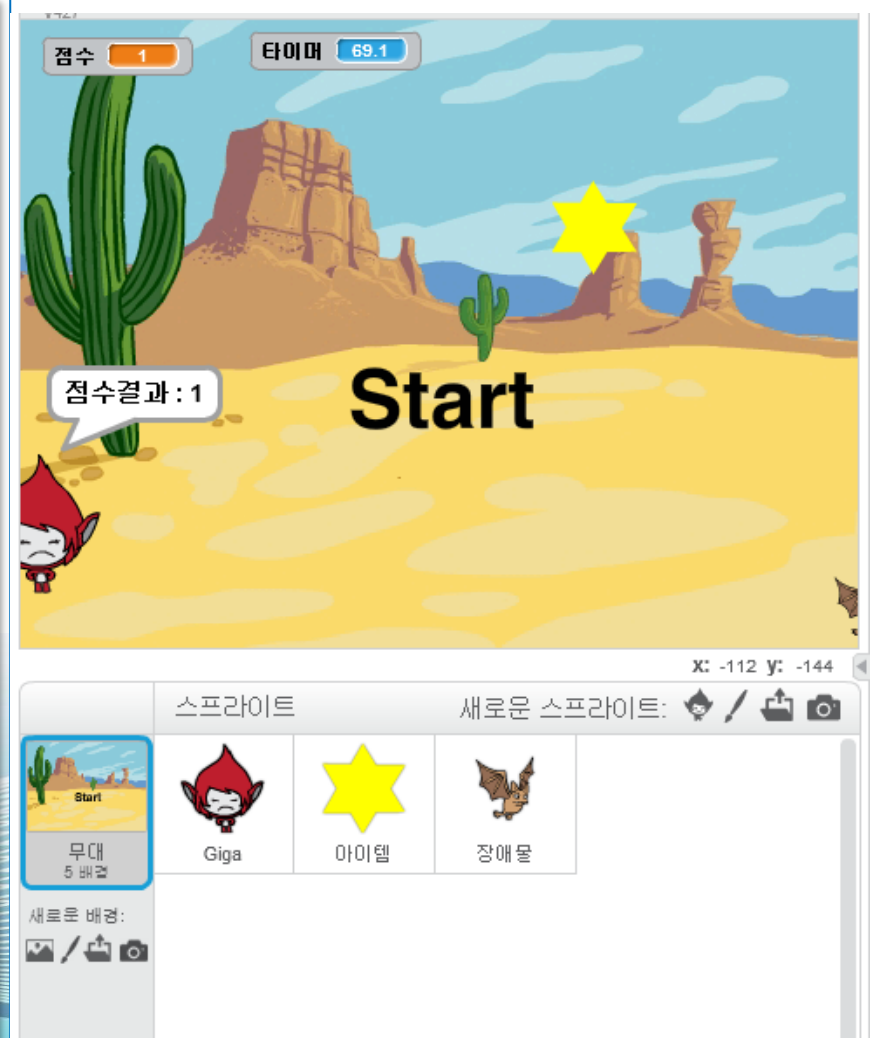 v427
점수 1
타이머 69.1
점수결과 : 1
Start
x: -112 y: -144
스프라이트 새로운 스프라이트:
Start
무대
5 배경
Giga
아이템
장애물
새로운 배경: